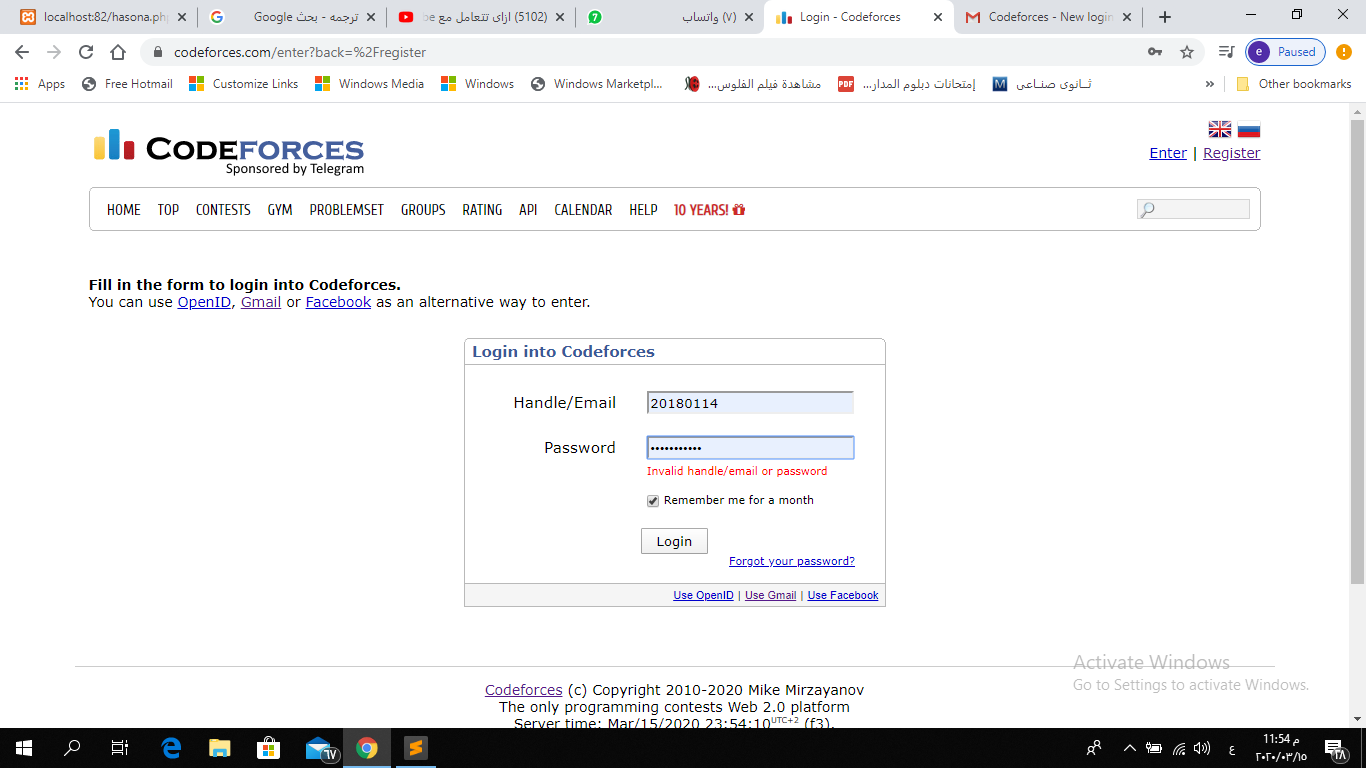 localhost:82/hasona.ph
ترجمه - بحث Google
(5102) ازاى تتعامل مع be
(٧) واتساب
Login - Codeforces
Codeforces - New login
codeforces.com/enter?back=%2Fregister
e Paused
Apps Free Hotmail Customize Links Windows Media Windows Windows Marketpl... مشاهدة فيلم الفلوس... PDF إمتحانات دبلوم المدار... M ثــانوى صنــاعى » Other bookmarks
CODEFORCES
Sponsored by Telegram
Enter | Register
HOME TOP CONTESTS GYM PROBLEMSET GROUPS RATING API CALENDAR HELP 10 YEARS!
Fill in the form to login into Codeforces.
You can use OpenID, Gmail or Facebook as an alternative way to enter.
Login into Codeforces
Handle/Email 20180114
Password •••••••••••
Invalid handle/email or password
Remember me for a month
Login
Forgot your password?
Use OpenID | Use Gmail | Use Facebook
Activate Windows
Go to Settings to activate Windows.
Codeforces (c) Copyright 2010-2020 Mike Mirzayanov
The only programming contests Web 2.0 platform
Server time: Mar/15/2020 23:54:10 UTC+2 (f3).
٦٧
ع
11:54 م
٢٠٢٠/٠٣/١٥
٢٨